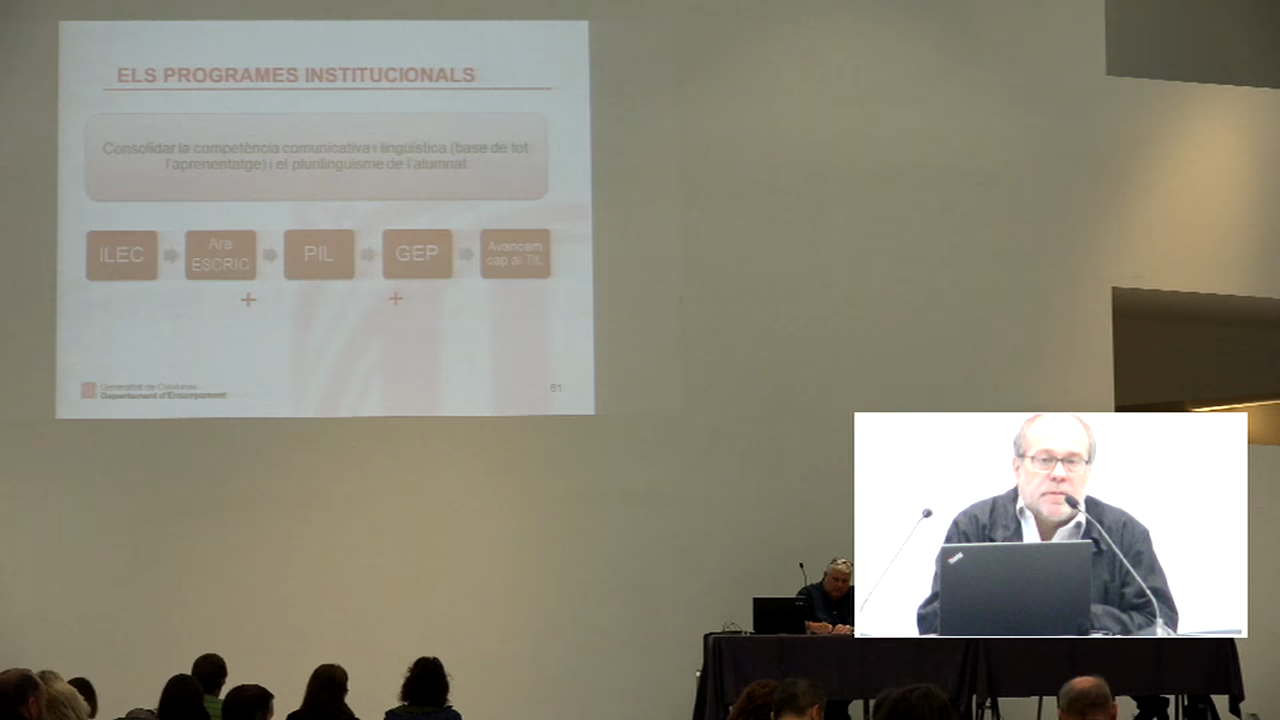 ELS PROGRAMES INSTITUCIONALS
Consolidar la competència comunicativa i lingüística (base de tot
l'aprenentatge) i el plurilingüisme de l'alumnat
ILEC
Ara
ESCRIC
PIL
GEP
Avancem
cap al TIL
+
+
Generalitat de Catalunya
Departament d'Ensenyament
61